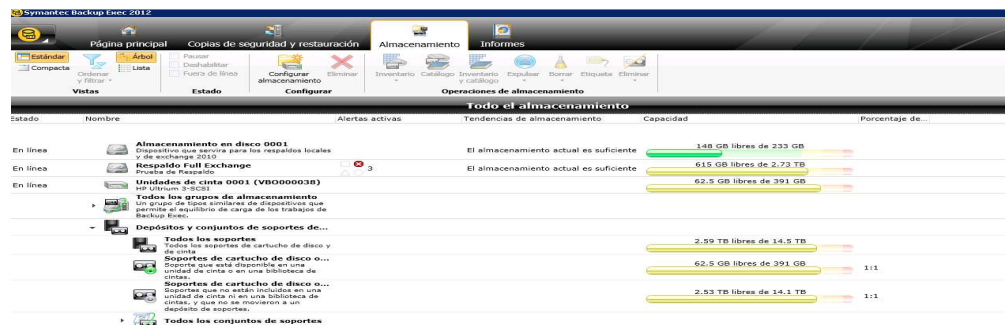 Symantec Backup Exec 2012
Página principal
Copias de seguridad y restauración
Almacenamiento
Informes
Estándar
Compacta
Ordenar y filtrar
Árbol
Lista
Vistas
Pausar
Deshabilitar
Fuera de línea
Estado
Configurar almacenamiento
Eliminar
Configurar
Inventario
Catálogo
Inventario y catálogo
Expulsar
Borrar
Etiqueta
Eliminar
Operaciones de almacenamiento
Todo el almacenamiento
Estado Nombre Alertas activas Tendencias de almacenamiento Capacidad Porcentaje de...
En línea
Almacenamiento en disco 0001
Dispositivo que servira para los respaldos locales
y de exchange 2010
El almacenamiento actual es suficiente
148 GB libres de 233 GB
En línea
Respaldo Full Exchange
Prueba de Respaldo
3
El almacenamiento actual es suficiente
615 GB libres de 2.73 TB
En línea
Unidades de cinta 0001 (VBO000038)
HP Ultrium 3-SCSI
62.5 GB libres de 391 GB
Todos los grupos de almacenamiento
Un grupo de tipos similares de dispositivos que
permite el equilibrio de carga de los trabajos de
Backup Exec.
Depósitos y conjuntos de soportes de...
Todos los soportes
Todos los soportes de cartucho de disco y
de cinta
2.59 TB libres de 14.5 TB
Soportes de cartucho de disco o...
Soporte que está disponible en una
unidad de cinta o en una biblioteca de
cintas.
62.5 GB libres de 391 GB
1:1
Soportes de cartucho de disco o...
Soportes que no están incluidos en una
unidad de cinta ni en una biblioteca de
cintas, y que no se movieron a un
depósito de soportes.
2.53 TB libres de 14.1 TB
1:1
Todos los conjuntos de soportes